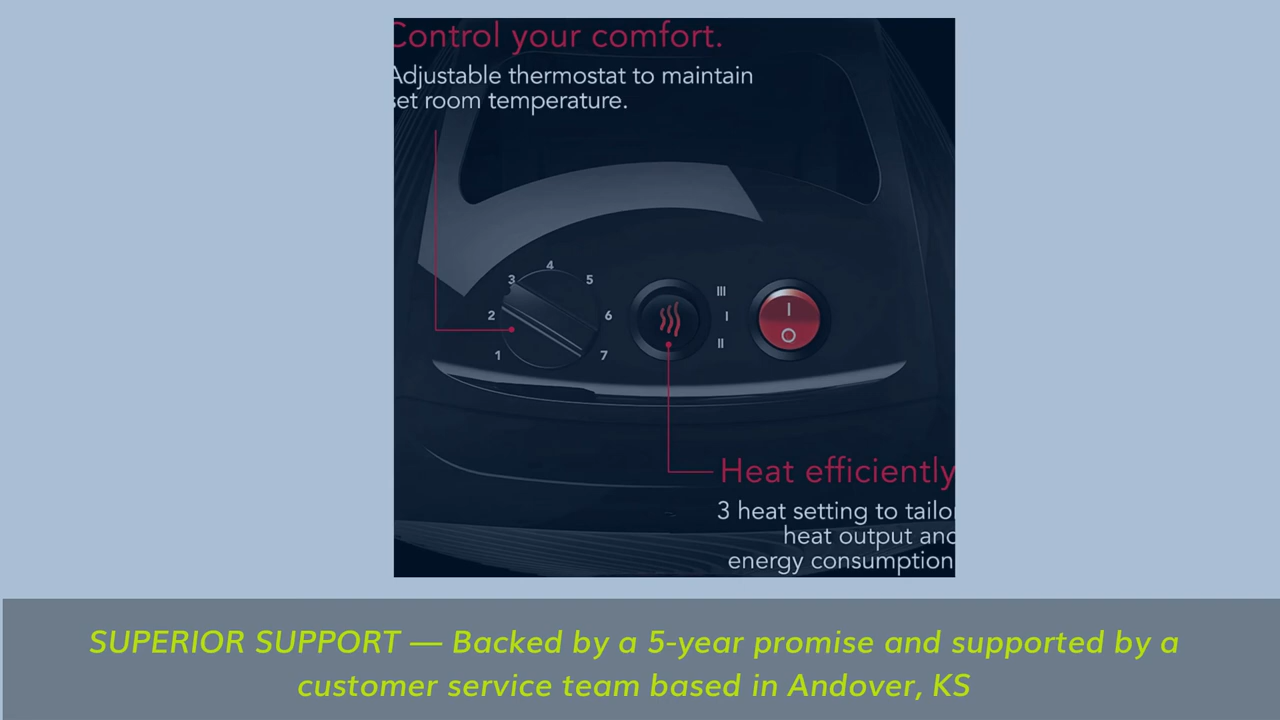 Control your comfort.
Adjustable thermostat to maintain
set room temperature.
4
3 5
2 6
1 7
III
I
II
I
O
Heat efficiently
3 heat setting to tailor
heat output and
energy consumption
SUPERIOR SUPPORT — Backed by a 5-year promise and supported by a
customer service team based in Andover, KS